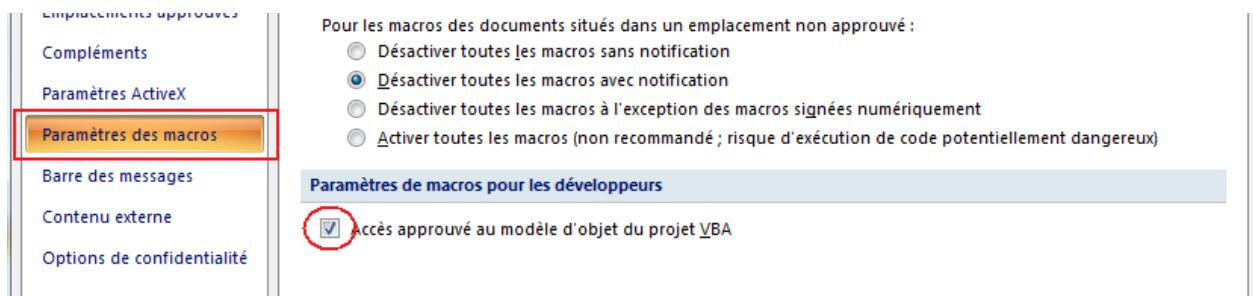 Emplacements approuvés
Compléments
Paramètres ActiveX
Paramètres des macros
Barre des messages
Contenu externe
Options de confidentialité
Pour les macros des documents situés dans un emplacement non approuvé :
Désactiver toutes les macros sans notification
Désactiver toutes les macros avec notification
Désactiver toutes les macros à l'exception des macros signées numériquement
Activer toutes les macros (non recommandé ; risque d'exécution de code potentiellement dangereux)
Paramètres de macros pour les développeurs
Accès approuvé au modèle d'objet du projet VBA